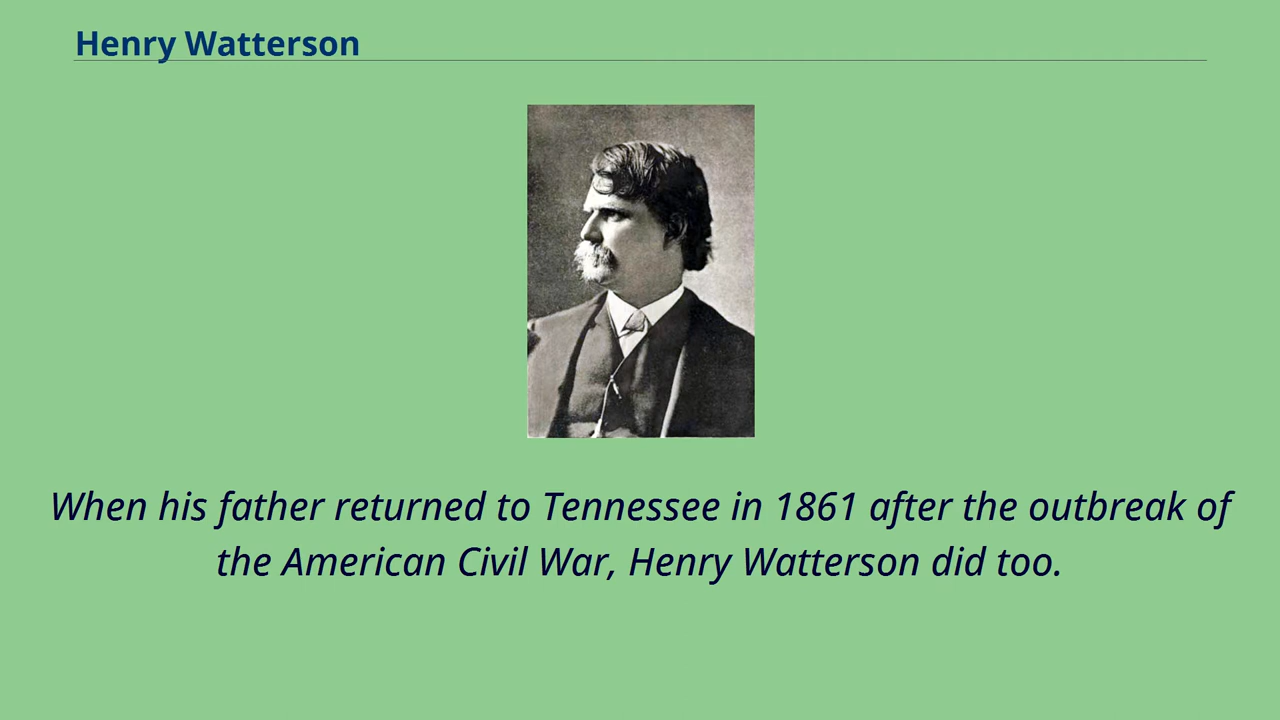 Henry Watterson
When his father returned to Tennessee in 1861 after the outbreak of
the American Civil War, Henry Watterson did too.